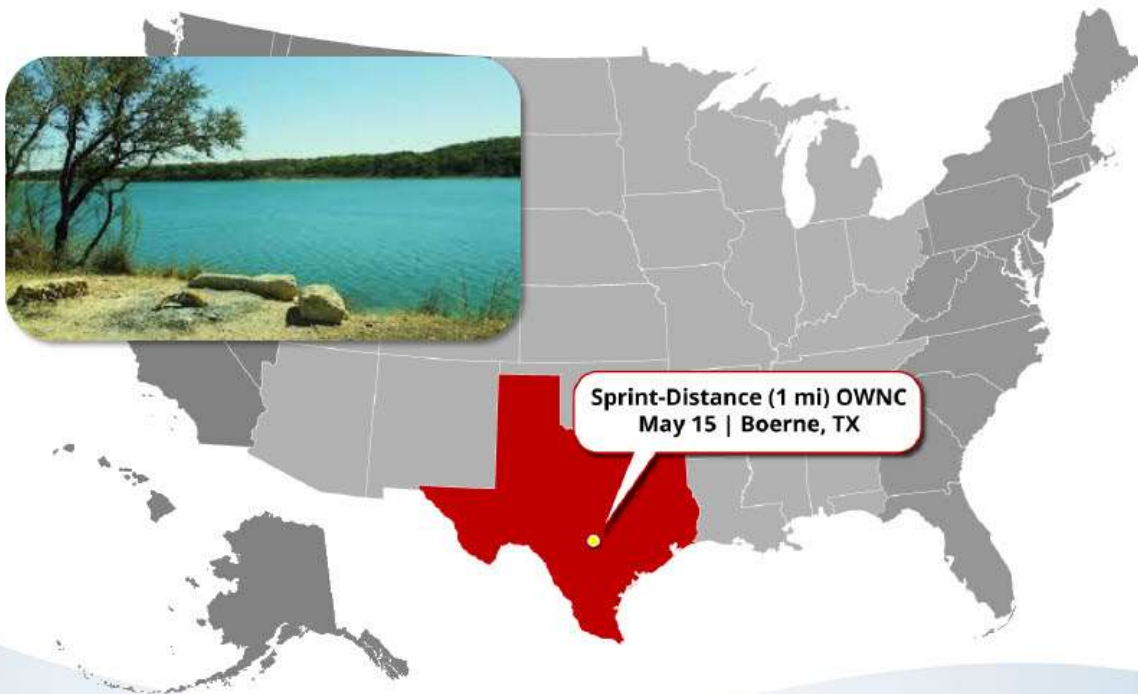 Sprint-Distance (1 mi) OWNC
May 15 | Boerne, TX